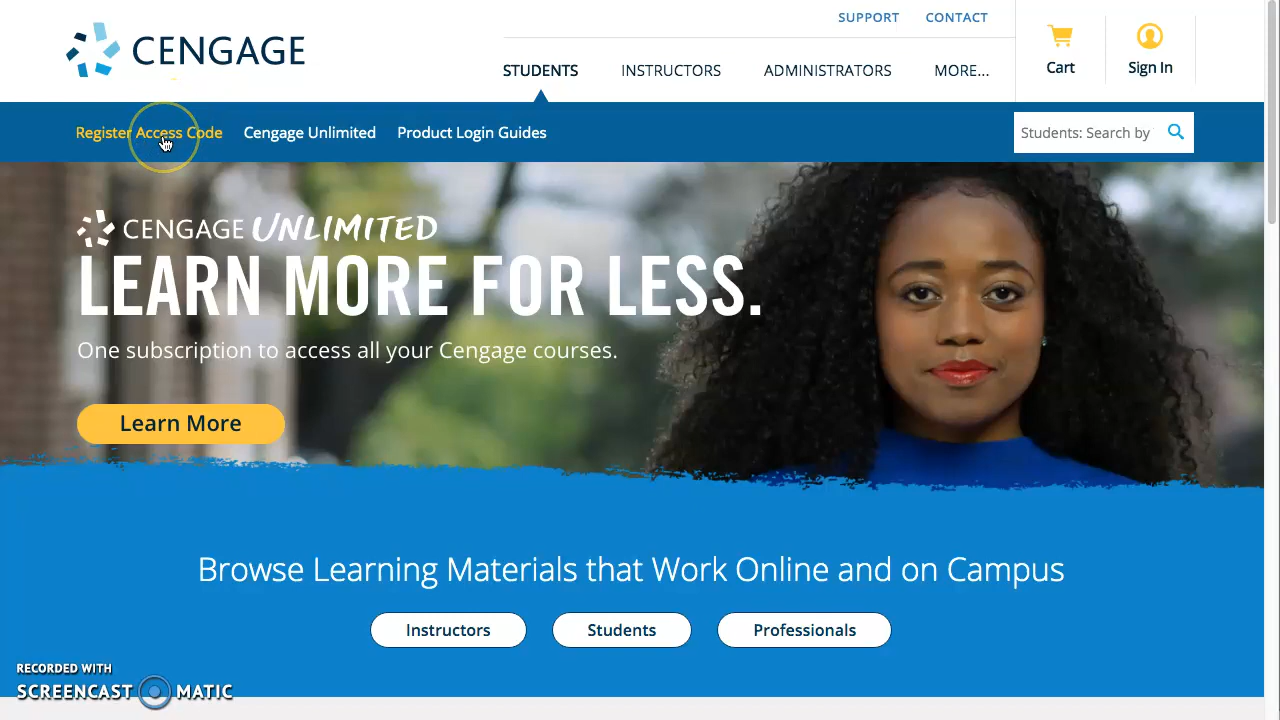 SUPPORT CONTACT
CENGAGE
STUDENTS INSTRUCTORS ADMINISTRATORS MORE...
Cart Sign In
Register Access Code Cengage Unlimited Product Login Guides
Students: Search by
CENGAGE UNLIMITED
LEARN MORE FOR LESS.
One subscription to access all your Cengage courses.
Learn More
Browse Learning Materials that Work Online and on Campus
Instructors Students Professionals
RECORDED WITH
SCREENCAST MATIC